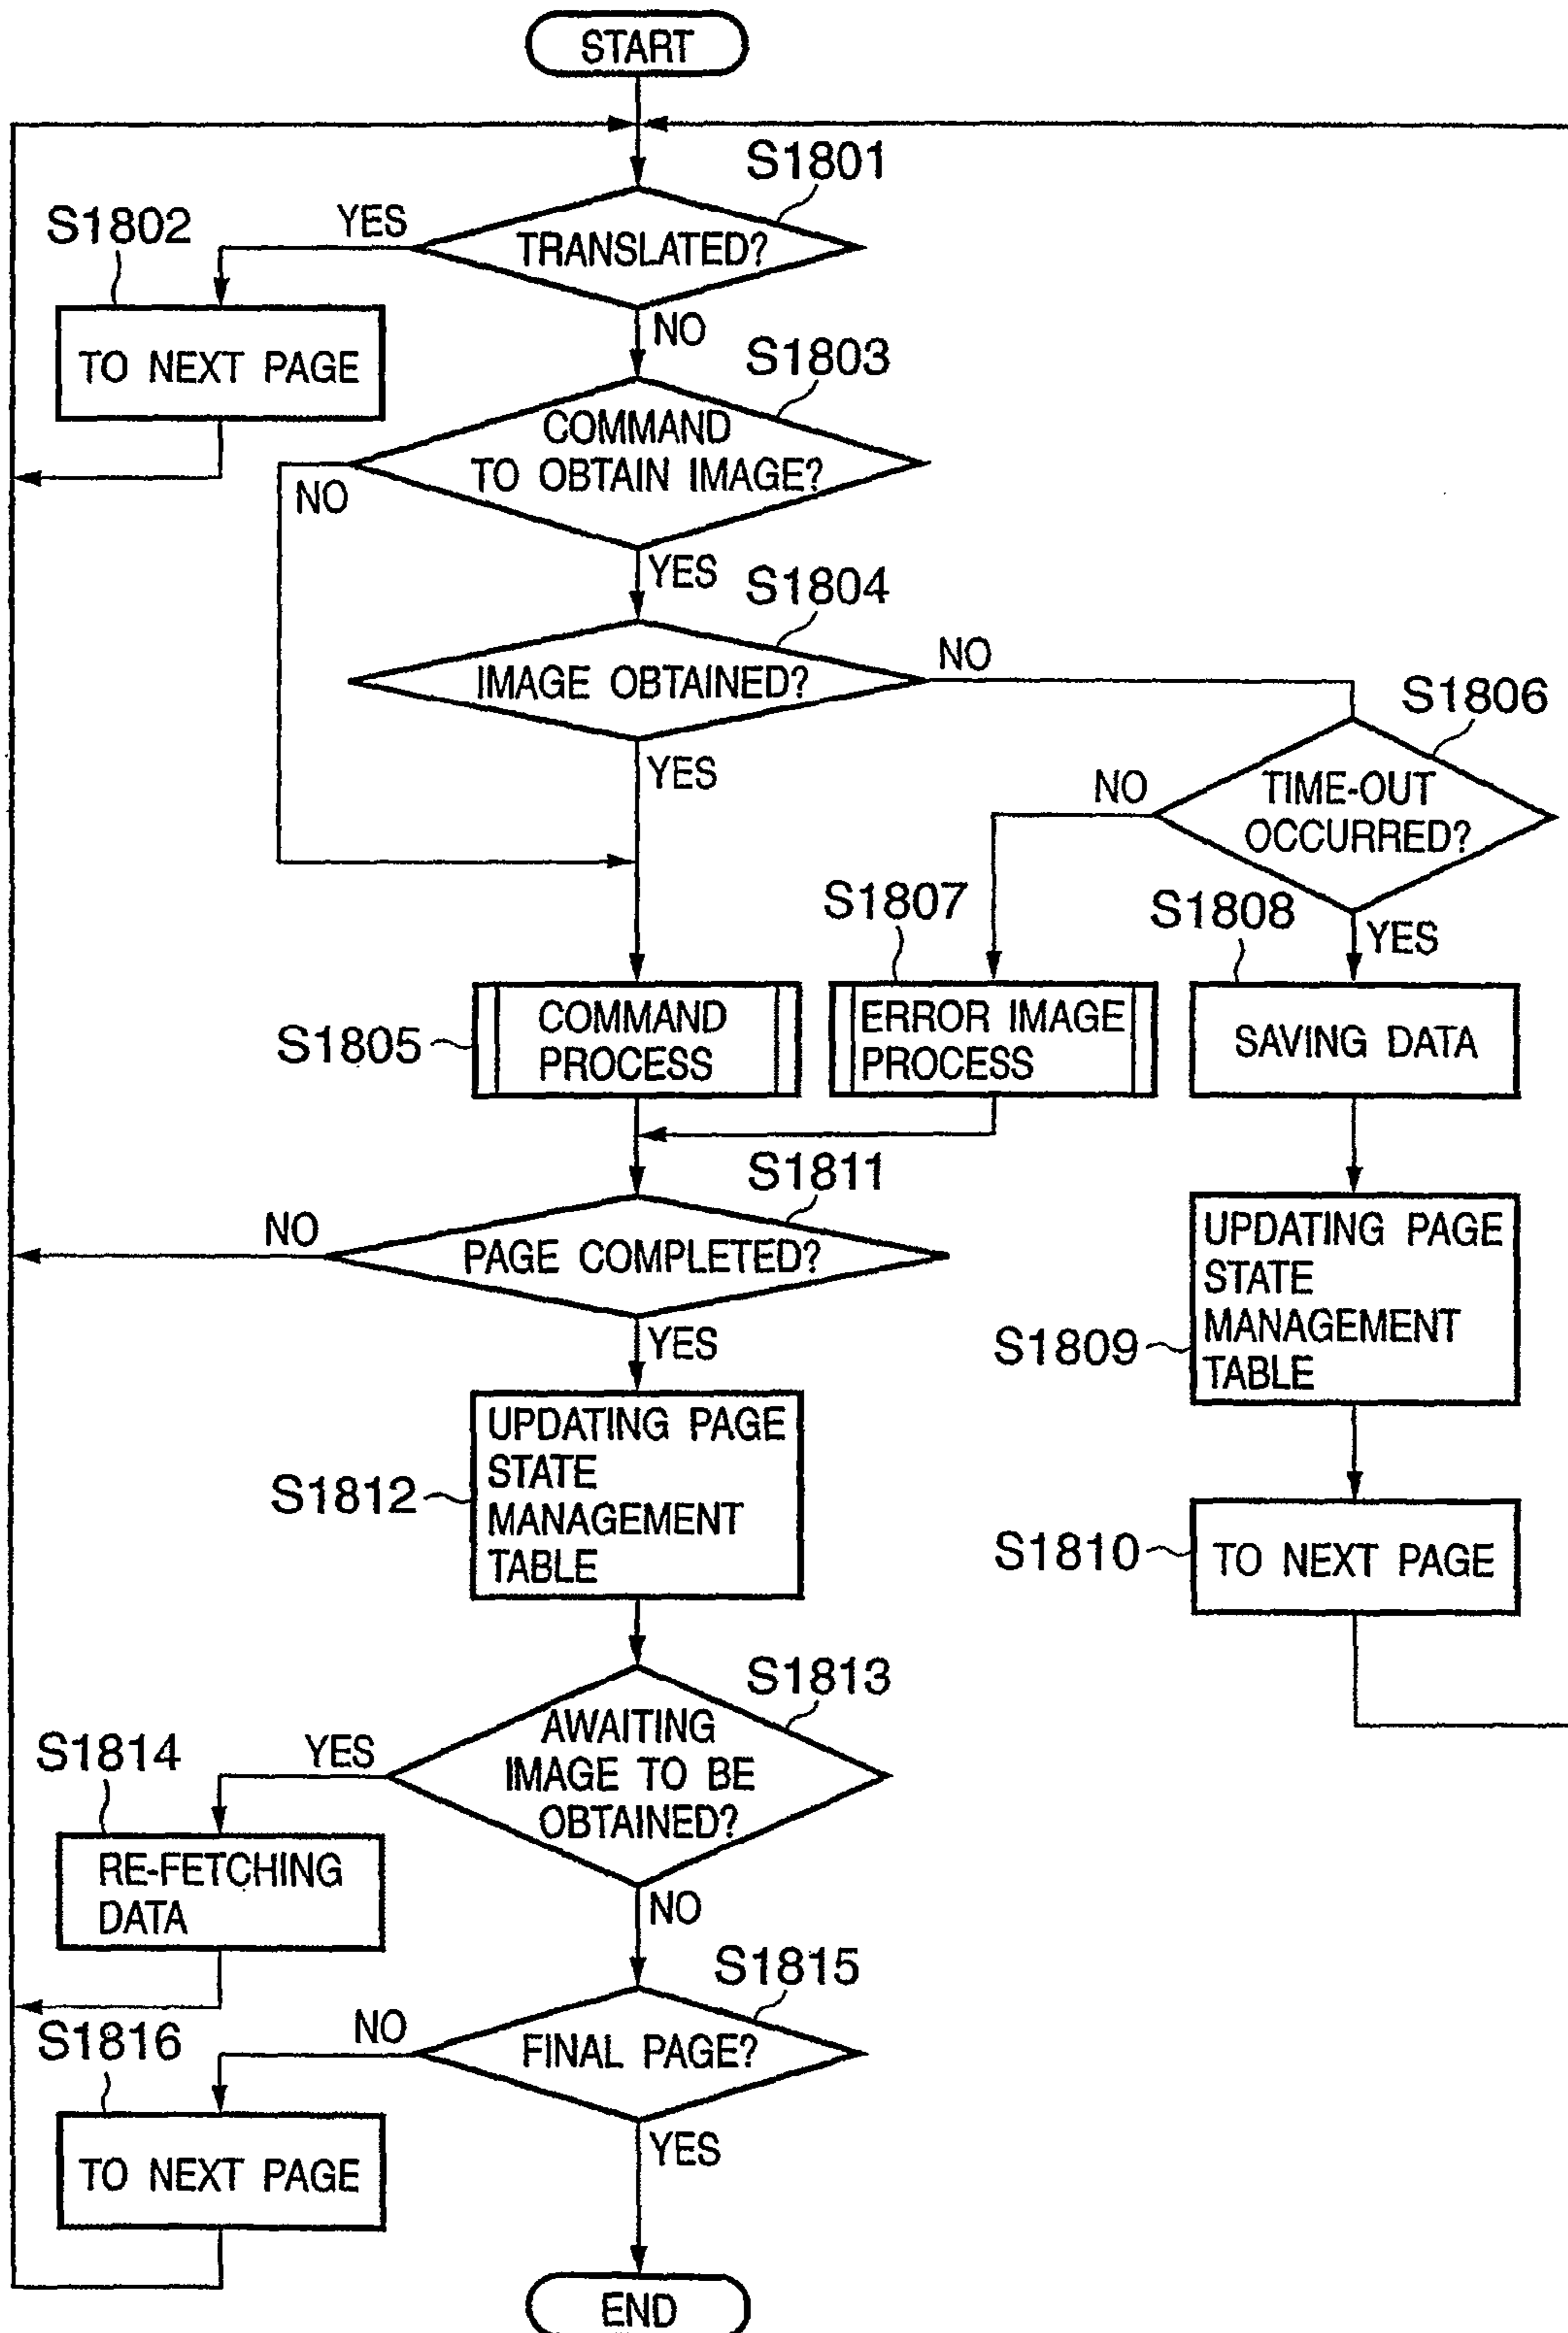 START
S1801
S1802
YES
TRANSLATED?
TO NEXT PAGE
NO
S1803
COMMAND
TO OBTAIN IMAGE?
NO
YES
S1804
IMAGE OBTAINED?
NO
S1806
YES
NO
TIME-OUT
OCCURRED?
S1807
S1808
YES
S1805
COMMAND
PROCESS
ERROR IMAGE
PROCESS
SAVING DATA
S1811
NO
PAGE COMPLETED?
YES
S1809
UPDATING PAGE
STATE
MANAGEMENT
TABLE
S1812
UPDATING PAGE
STATE
MANAGEMENT
TABLE
S1810
TO NEXT PAGE
S1813
S1814
YES
AWAITING
IMAGE TO BE
OBTAINED?
RE-FETCHING
DATA
NO
S1815
S1816
NO
FINAL PAGE?
TO NEXT PAGE
YES
END